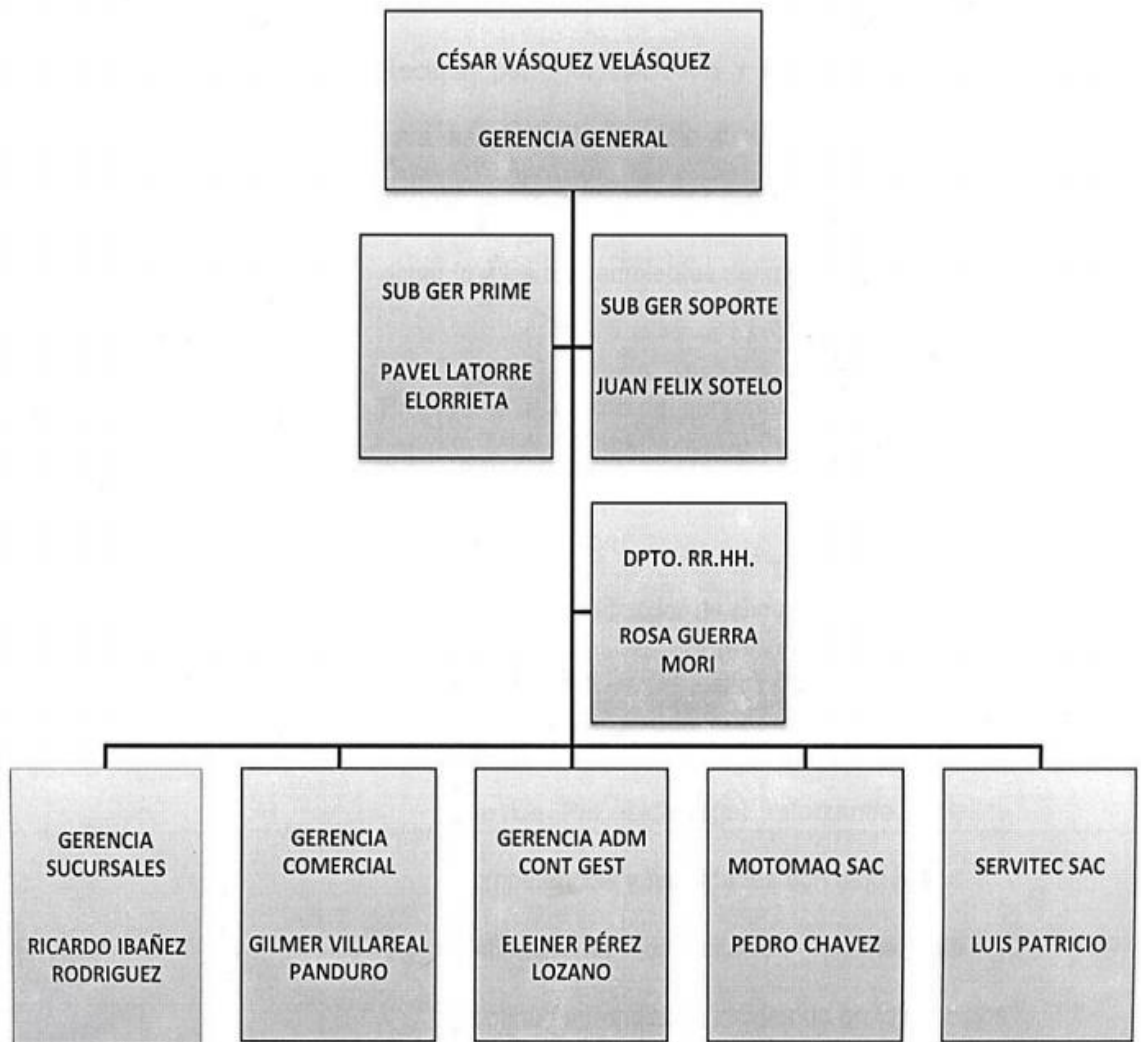 CÉSAR VÁSQUEZ VELÁSQUEZ
GERENCIA GENERAL
SUB GER PRIME
PAVEL LATORRE
ELORRIETA
SUB GER SOPORTE
JUAN FELIX SOTELO
DPTO. RR.HH.
ROSA GUERRA
MORI
GERENCIA
SUCURSALES
RICARDO IBAÑEZ
RODRIGUEZ
GERENCIA
COMERCIAL
GILMER VILLAREAL
PANDURO
GERENCIA ADM
CONT GEST
ELEINER PÉREZ
LOZANO
MOTOMAQ SAC
PEDRO CHAVEZ
SERVITEC SAC
LUIS PATRICIO